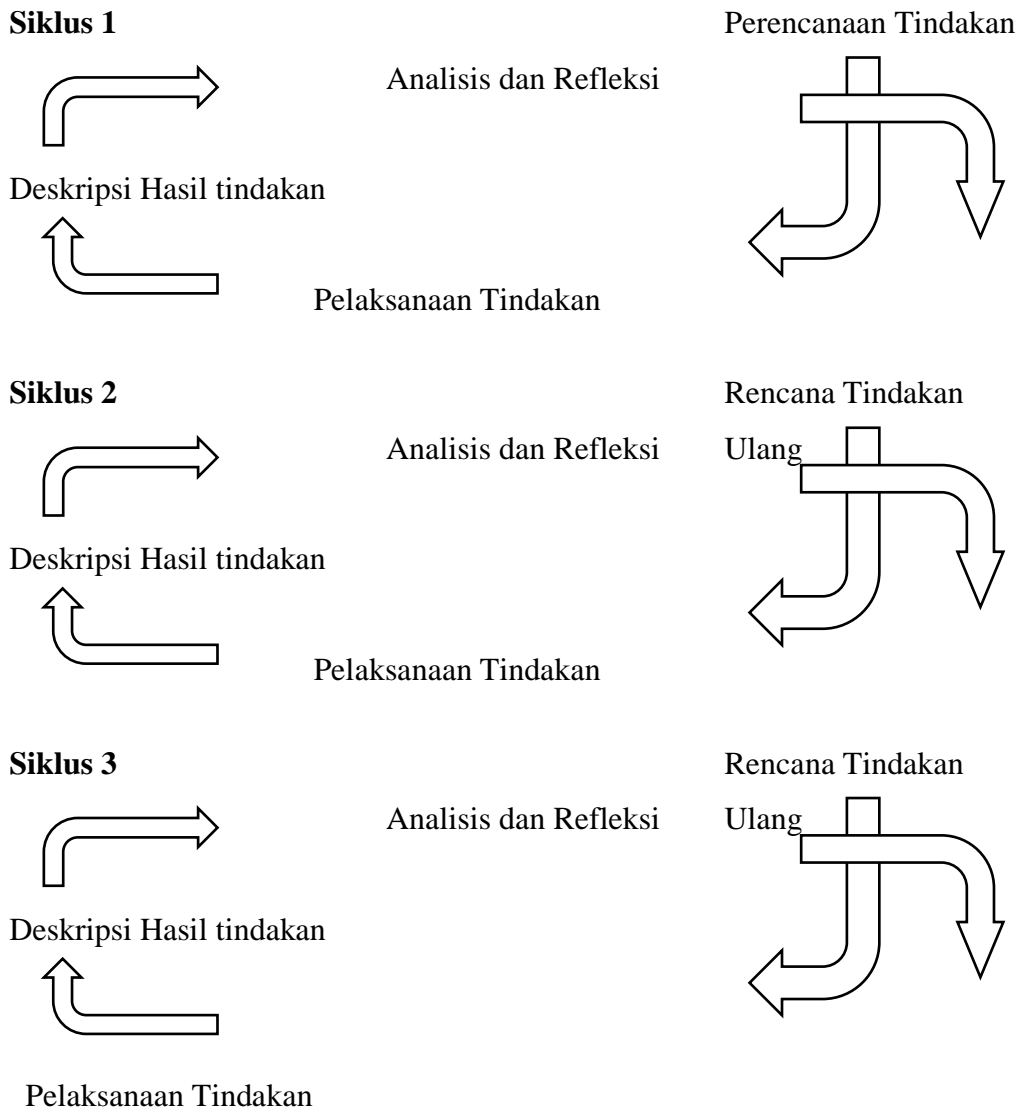 Siklus 1 Perencanaan Tindakan
Analisis dan Refleksi
Deskripsi Hasil tindakan
Pelaksanaan Tindakan
Siklus 2 Rencana Tindakan
Analisis dan Refleksi Ulang
Deskripsi Hasil tindakan
Pelaksanaan Tindakan
Siklus 3 Rencana Tindakan
Analisis dan Refleksi Ulang
Deskripsi Hasil tindakan
Pelaksanaan Tindakan